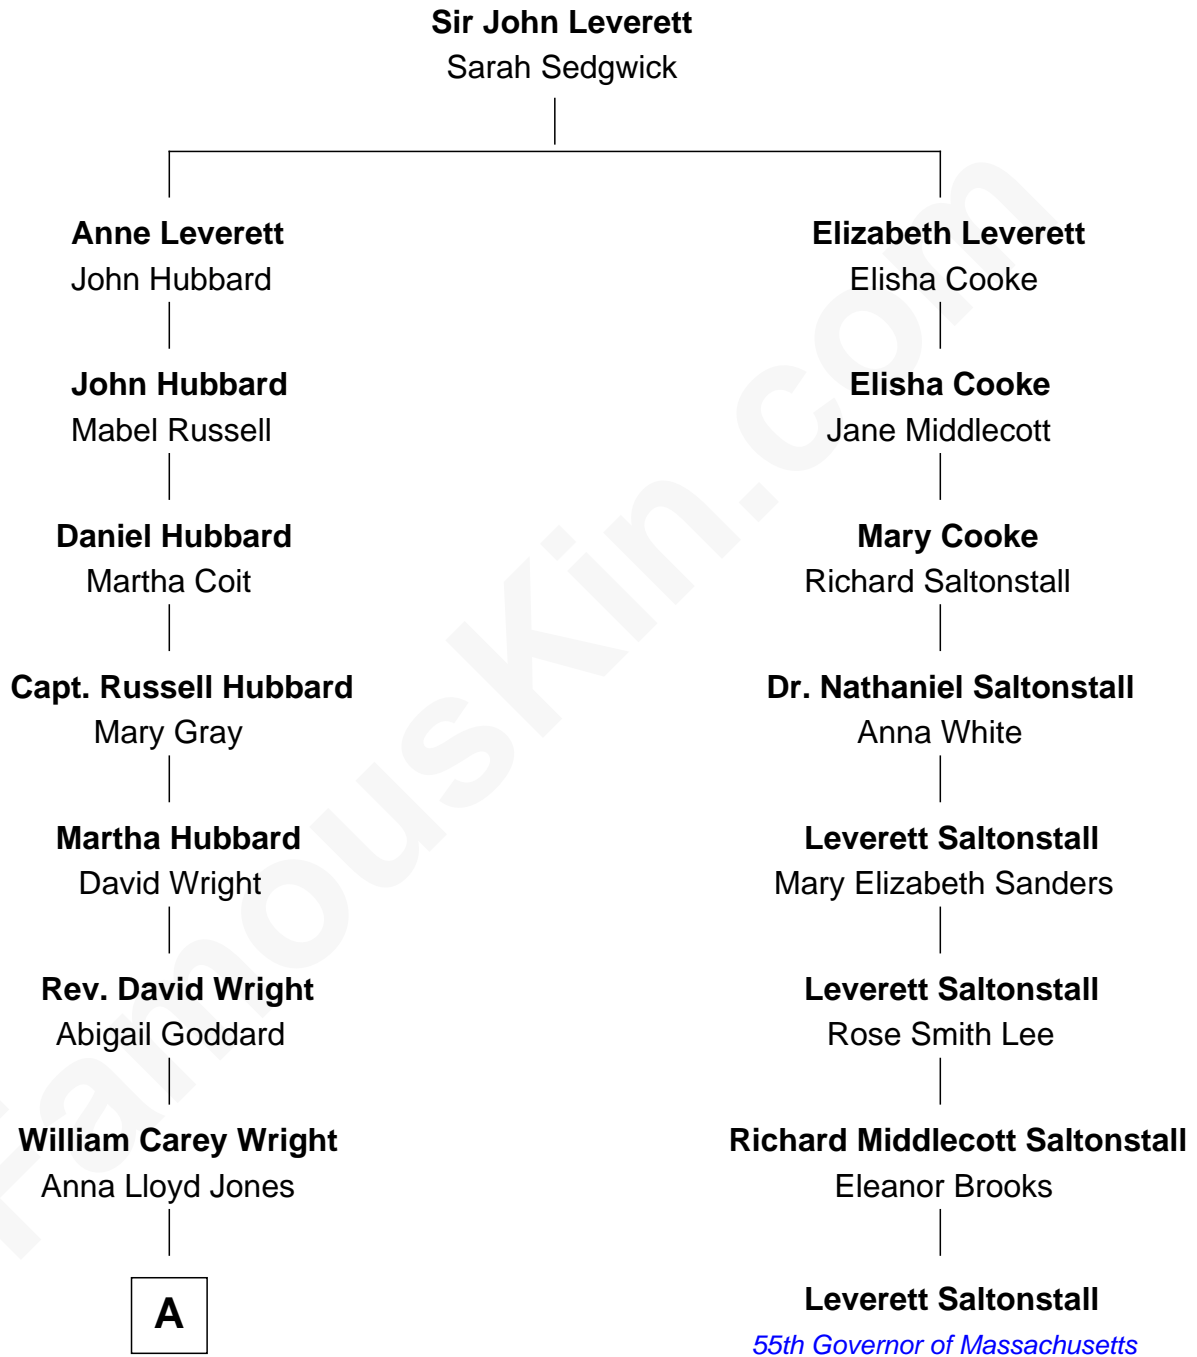 Sir John Leverett
Sarah Sedgwick
Anne Leverett
John Hubbard
Elizabeth Leverett
Elisha Cooke
John Hubbard
Mabel Russell
Elisha Cooke
Jane Middlecott
Daniel Hubbard
Martha Coit
Mary Cooke
Richard Saltonstall
Capt. Russell Hubbard
Mary Gray
Dr. Nathaniel Saltonstall
Anna White
Martha Hubbard
David Wright
Leverett Saltonstall
Mary Elizabeth Sanders
Rev. David Wright
Abigail Goddard
Leverett Saltonstall
Rose Smith Lee
William Carey Wright
Anna Lloyd Jones
Richard Middlecott Saltonstall
Eleanor Brooks
A
Leverett Saltonstall
55th Governor of Massachusetts
FamousKin.com